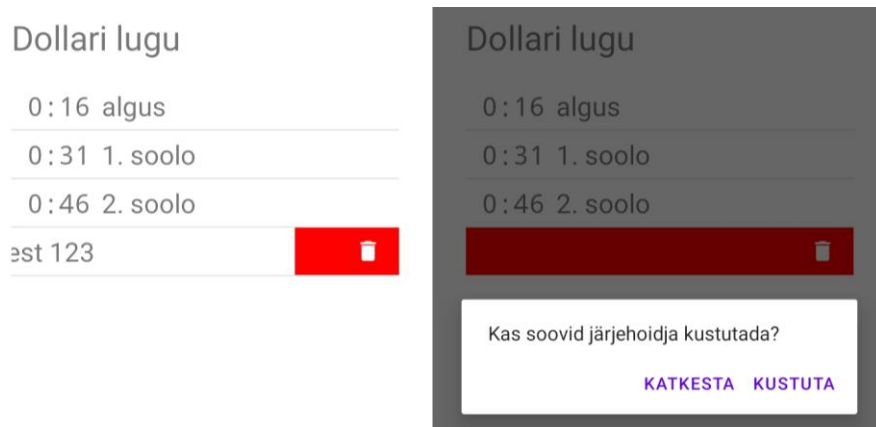 Dollari lugu
0:16 algus
0:31 1. soolo
0:46 2. soolo
est 123
Dollari lugu
0:16 algus
0:31 1. soolo
0:46 2. soolo
Kas soovid järjehoidja kustutada?
KATKESTA KUSTUTA